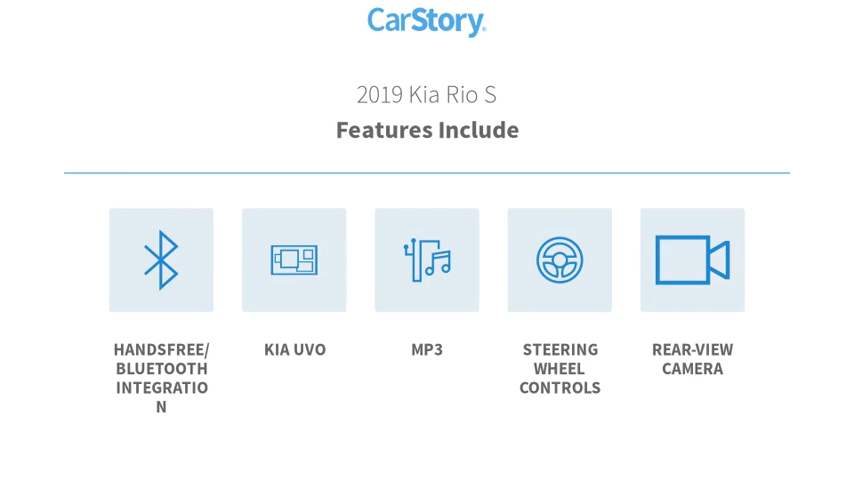 CarStory®
2019 Kia Rio S
Features Include
HANDSFREE/
BLUETOOTH
INTEGRATIO
N
KIA UVO
MP3
STEERING
WHEEL
CONTROLS
REAR-VIEW
CAMERA